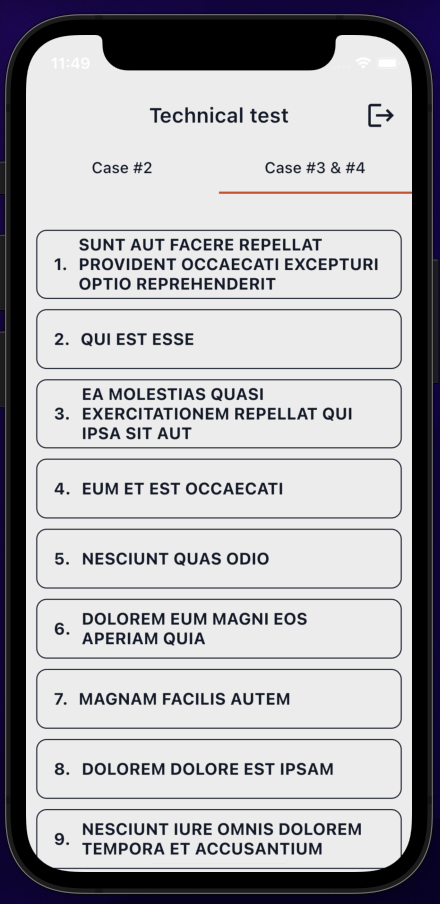 11:49
Technical test
Case #2
Case #3 & #4
1. SUNT AUT FACERE REPELLAT
PROVIDENT OCCAECATI EXCEPTURI
OPTIO REPREHENDERIT
2. QUI EST ESSE
3. EA MOLESTIAS QUASI
EXERCITATIONEM REPELLAT QUI
IPSA SIT AUT
4. EUM ET EST OCCAECATI
5. NESCIUNT QUAS ODIO
6. DOLOREM EUM MAGNI EOS
APERIAM QUIA
7. MAGNAM FACILIS AUTEM
8. DOLOREM DOLORE EST IPSAM
9. NESCIUNT IURE OMNIS DOLOREM
TEMPORA ET ACCUSANTIUM